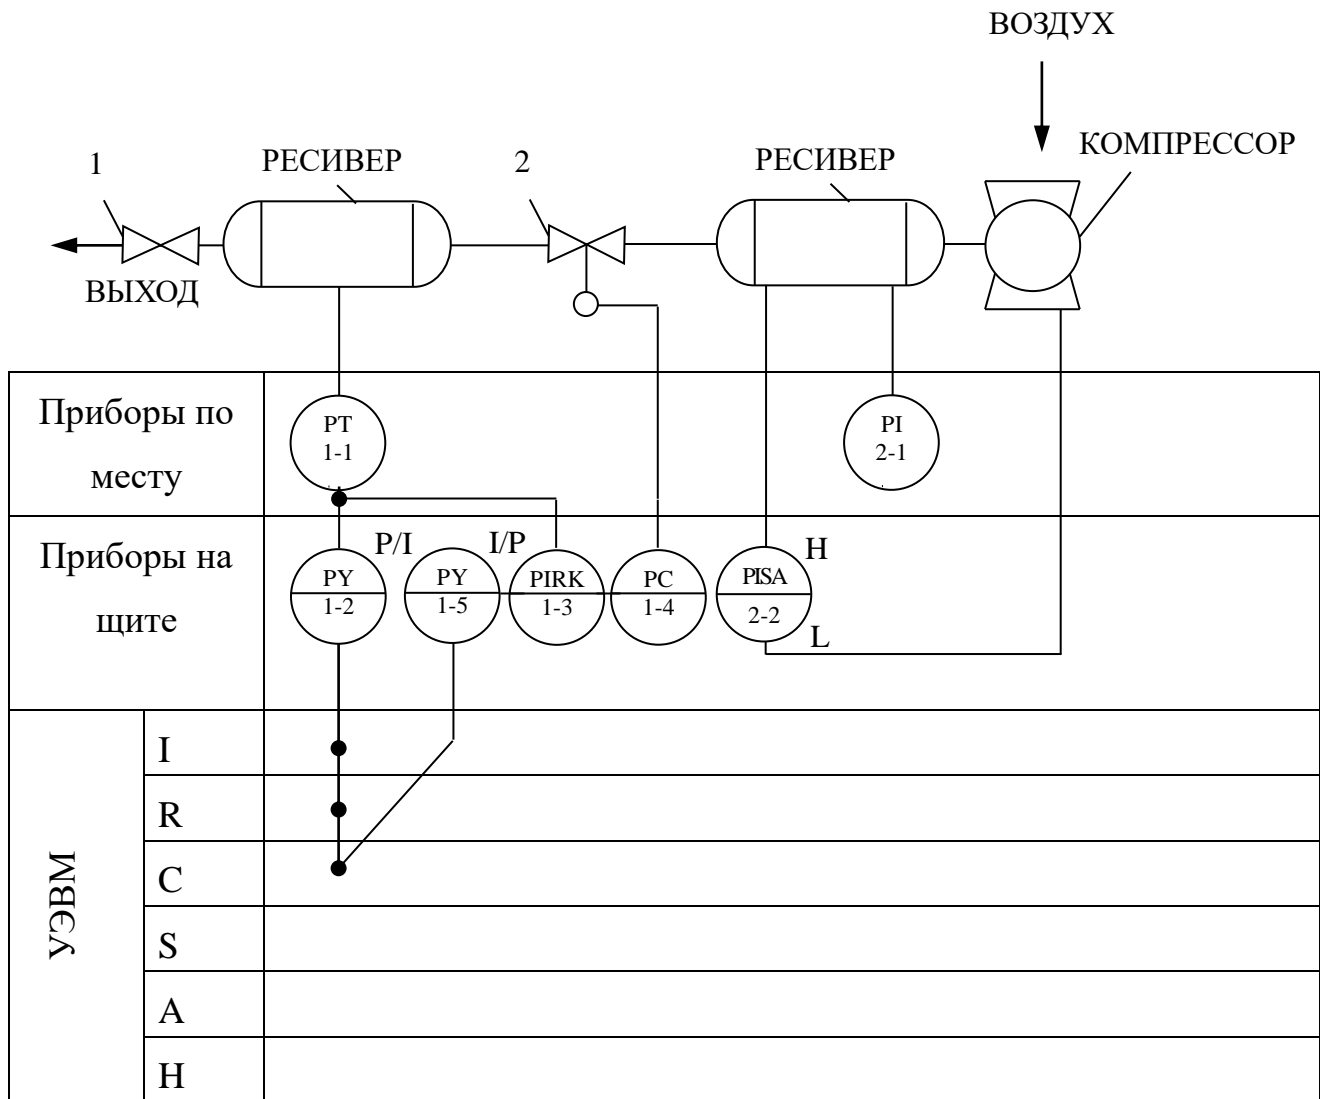 ВОЗДУХ
КОМПРЕССОР
1
РЕСИВЕР
2
РЕСИВЕР
ВЫХОД
Приборы по
месту
PT
1-1
PI
2-1
Приборы на
щите
P/I
I/P
H
PY
1-2
PY
1-5
PIRK
1-3
PC
1-4
PISA
2-2
L
УЭВМ
I
R
C
S
A
H